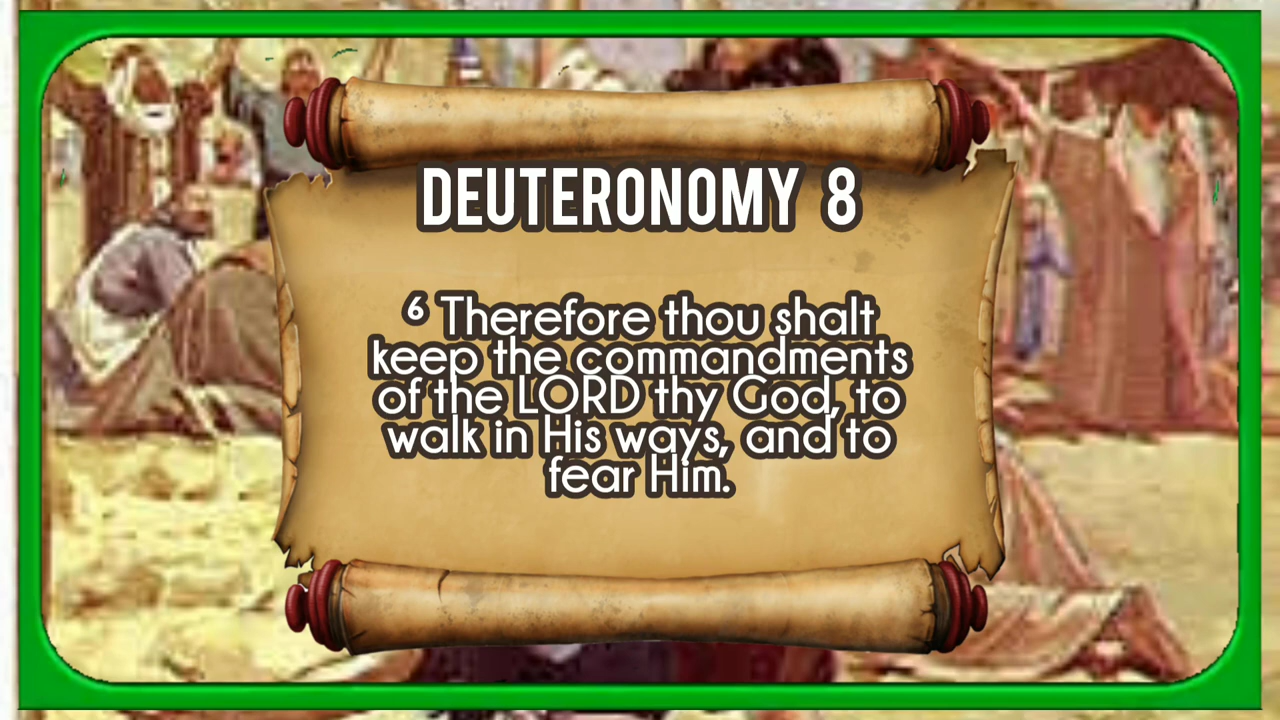 DEUTERONOMY 8
⁶ Therefore thou shalt
keep the commandments
of the LORD thy God, to
walk in His ways, and to
fear Him.